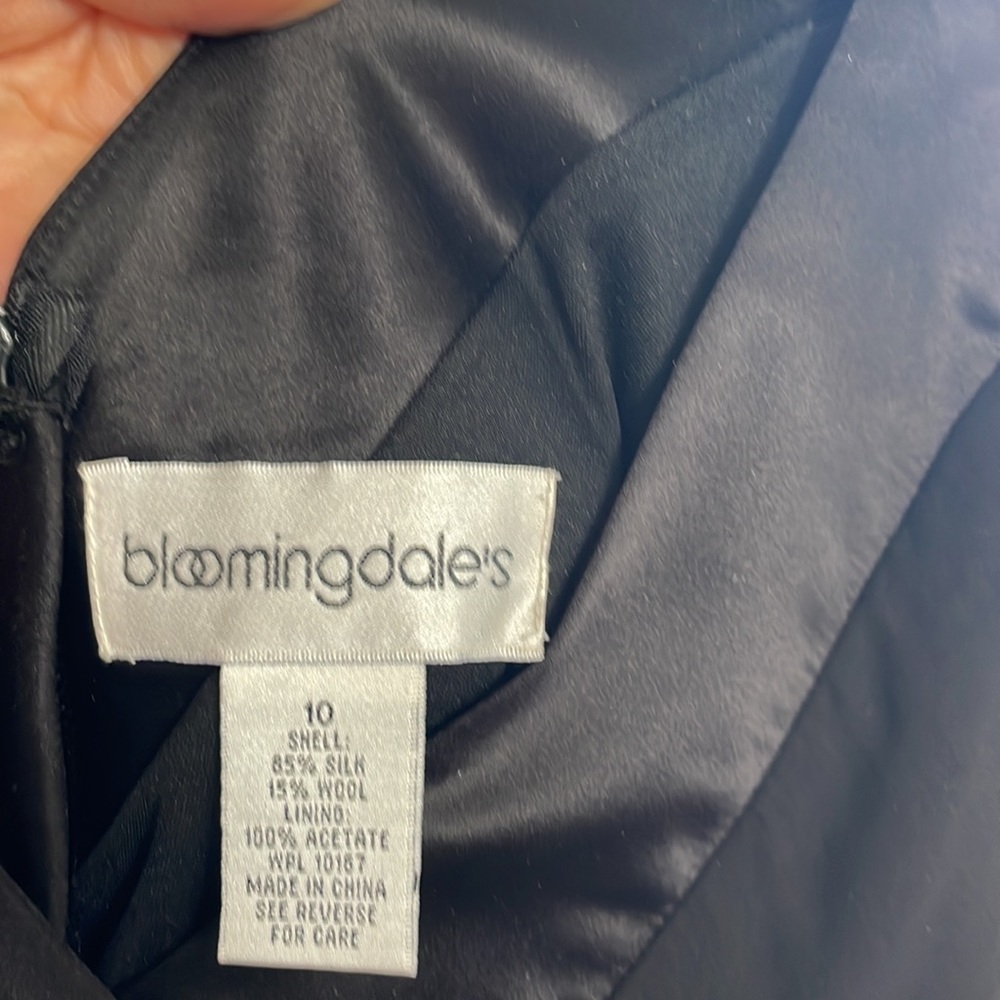 bloomingdale's
10
SHELL:
85% SILK
15% WOOL
LINING:
100% ACETATE
WPL 10167
MADE IN CHINA
SEE REVERSE
FOR CARE